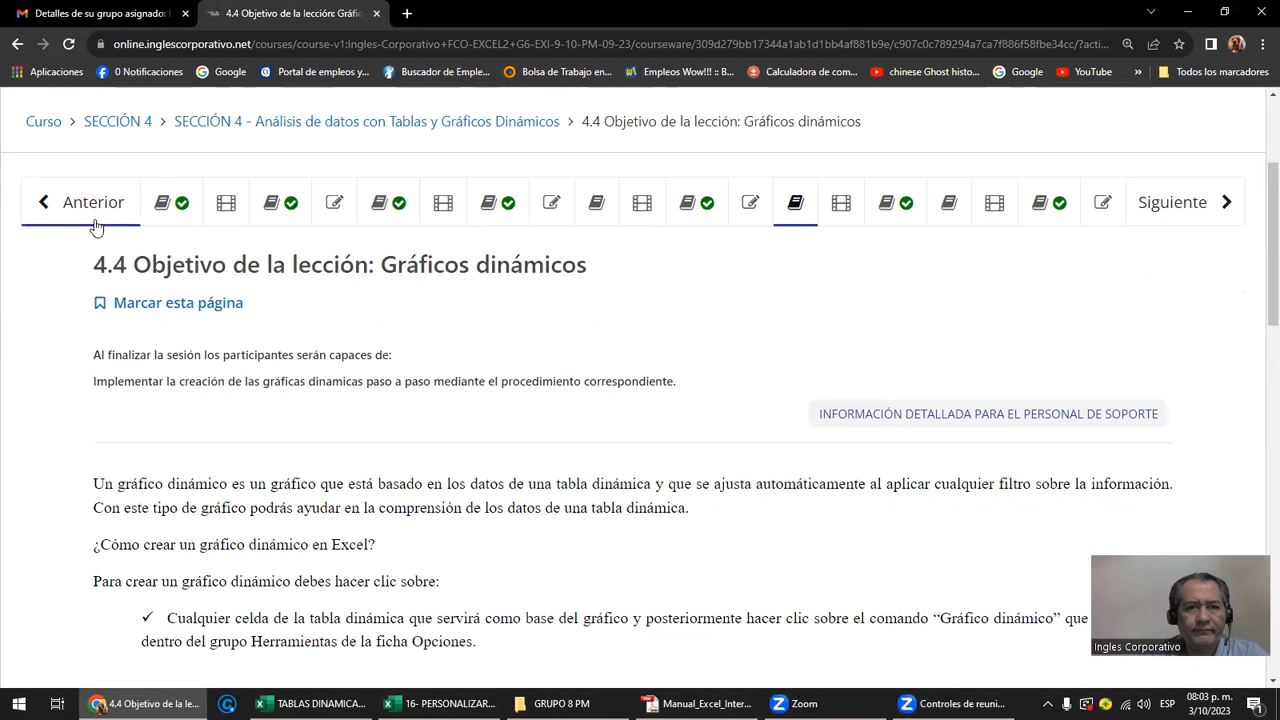 Detalles de su grupo asignado:
4.4 Objetivo de la lección: Gráfic
online.inglescorporativo.net/courses/course-v1:Ingles-Corporativo+FCO-EXCEL2+G6-EXI-9-10-PM-09-23/courseware/309d279bb17344a1ab1d1bb4af881b9e/c907c0c789294a7ca7f886f58fbe34cc/?acti...
Aplicaciones
0 Notificaciones
Google
Portal de empleos y...
Buscador de Emple...
Bolsa de Trabajo en...
Empleos Wow!!! :: B...
Calculadora de com...
chinese Ghost histo...
Google
YouTube
»
Todos los marcadores
Curso > SECCIÓN 4 > SECCIÓN 4 - Análisis de datos con Tablas y Gráficos Dinámicos > 4.4 Objetivo de la lección: Gráficos dinámicos
Anterior
Siguiente
4.4 Objetivo de la lección: Gráficos dinámicos
Marcar esta página
Al finalizar la sesión los participantes serán capaces de:
Implementar la creación de las gráficas dinamicas paso a paso mediante el procedimiento correspondiente.
INFORMACIÓN DETALLADA PARA EL PERSONAL DE SOPORTE
Un gráfico dinámico es un gráfico que está basado en los datos de una tabla dinámica y que se ajusta automáticamente al aplicar cualquier filtro sobre la información.
Con este tipo de gráfico podrás ayudar en la comprensión de los datos de una tabla dinámica.
¿Cómo crear un gráfico dinámico en Excel?
Para crear un gráfico dinámico debes hacer clic sobre:
✓ Cualquier celda de la tabla dinámica que servirá como base del gráfico y posteriormente hacer clic sobre el comando “Gráfico dinámico” que
dentro del grupo Herramientas de la ficha Opciones.
Ingles Corporativo
4.4 Objetivo de la le...
TABLAS DINAMICA...
16- PERSONALIZAR...
GRUPO 8 PM
Manual_Excel_Inter...
Zoom
Controles de reuni...
ESP
08:03 p. m.
3/10/2023